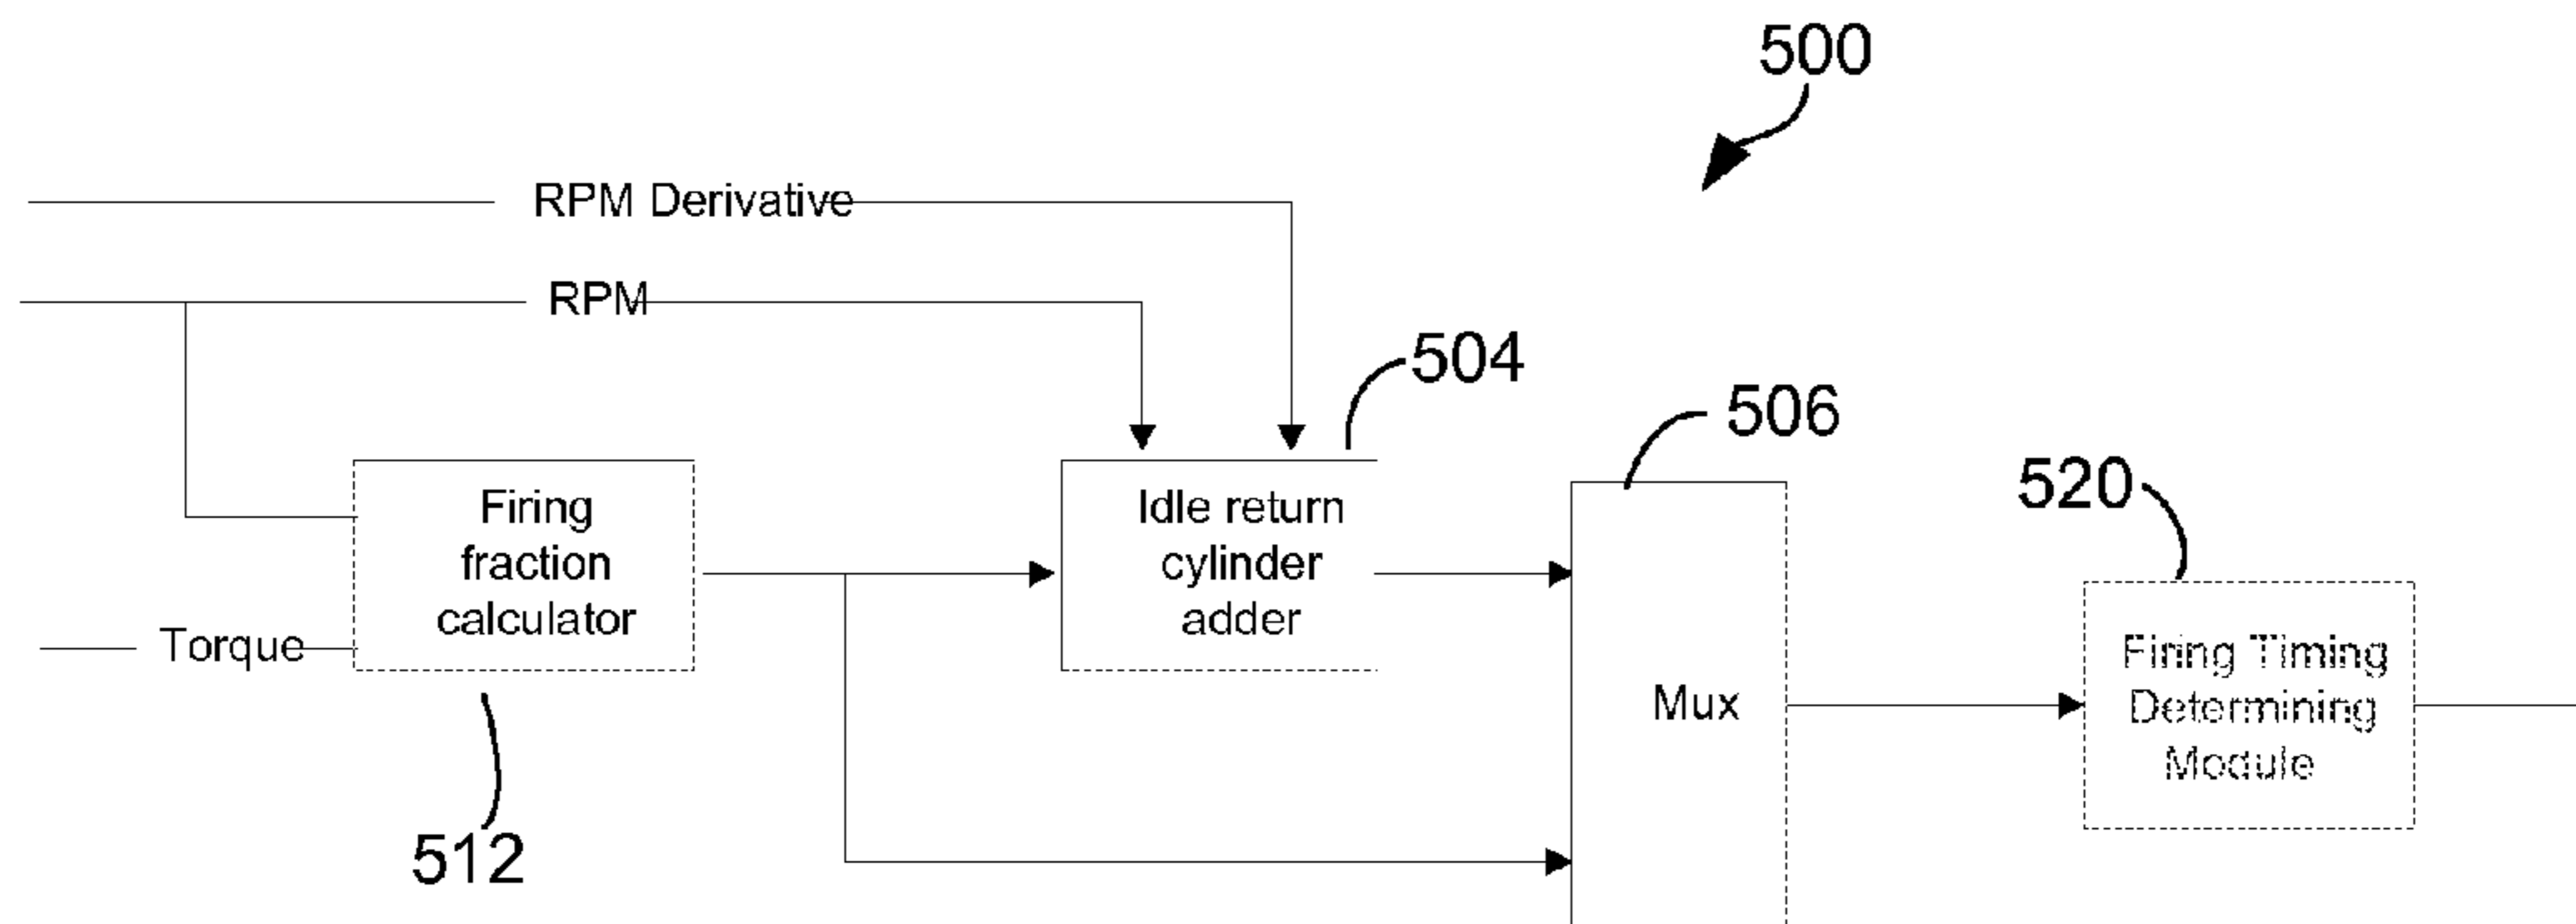 500
RPM Derivative
RPM
504
506
520
Firing
fraction
calculator
Idle return
cylinder
adder
Torque
Mux
Firing Timing
Determining
Module
512